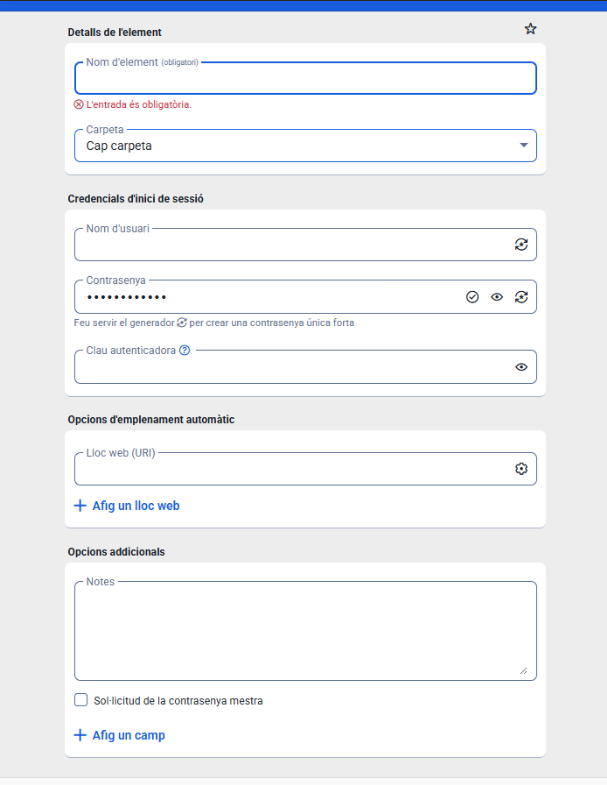 Detalls de l'element
Nom d'element (obligatori)
L'entrada és obligatòria.
Carpeta
Cap carpeta
Credencials d'inici de sessió
Nom d'usuari
Contrasenya
••••••••••••
Feu servir el generador per crear una contrasenya única forta
Clau autenticadora
Opcions d'emplenament automàtic
Lloc web (URI)
+ Afig un lloc web
Opcions addicionals
Notes
Sol·licitud de la contrasenya mestra
+ Afig un camp